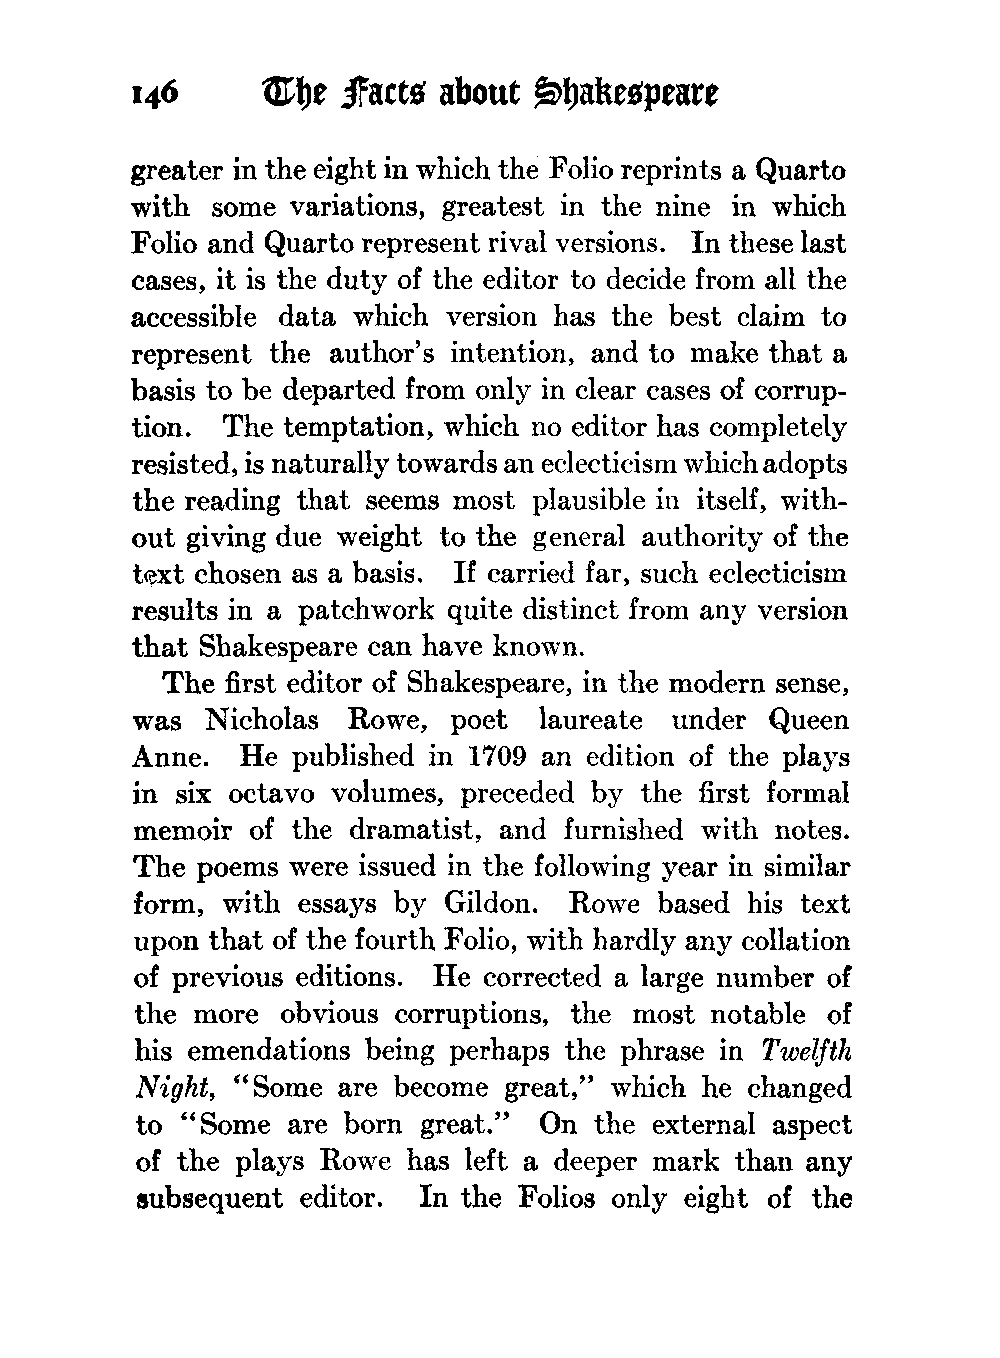 146 The Facts about Shakespeare
greater in the eight in which the Folio reprints a Quarto
with some variations, greatest in the nine in which
Folio and Quarto represent rival versions. In these last
cases, it is the duty of the editor to decide from all the
accessible data which version has the best claim to
represent the author's intention, and to make that a
basis to be departed from only in clear cases of corrup-
tion. The temptation, which no editor has completely
resisted, is naturally towards an eclecticism which adopts
the reading that seems most plausible in itself, with-
out giving due weight to the general authority of the
text chosen as a basis. If carried far, such eclecticism
results in a patchwork quite distinct from any version
that Shakespeare can have known.
The first editor of Shakespeare, in the modern sense,
was Nicholas Rowe, poet laureate under Queen
Anne. He published in 1709 an edition of the plays
in six octavo volumes, preceded by the first formal
memoir of the dramatist, and furnished with notes.
The poems were issued in the following year in similar
form, with essays by Gildon. Rowe based his text
upon that of the fourth Folio, with hardly any collation
of previous editions. He corrected a large number of
the more obvious corruptions, the most notable of
his emendations being perhaps the phrase in Twelfth
Night, "Some are become great," which he changed
to "Some are born great." On the external aspect
of the plays Rowe has left a deeper mark than any
subsequent editor. In the Folios only eight of the